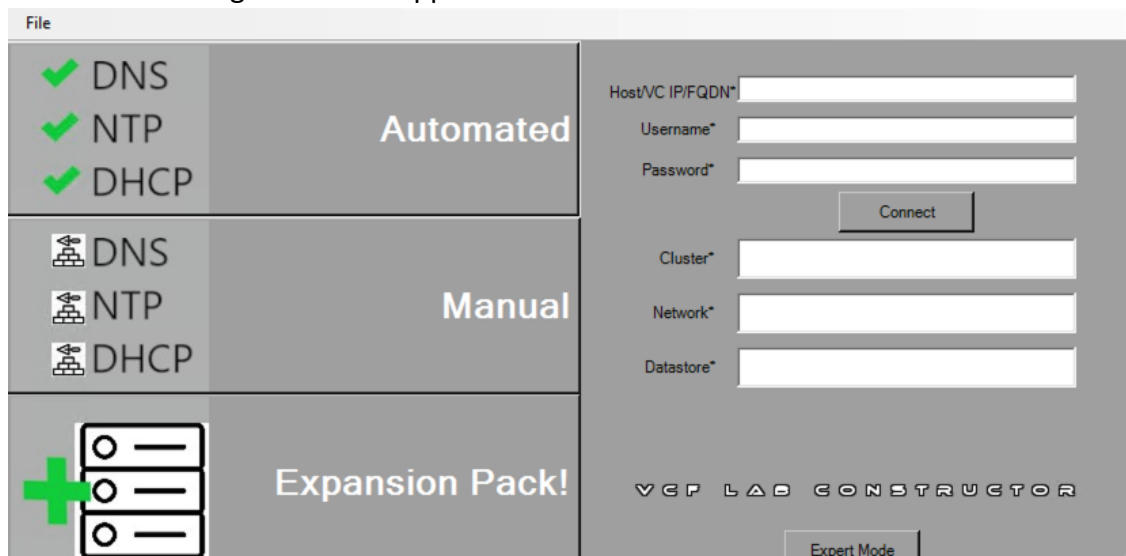 File
DNS
NTP
DHCP
Automated
DNS
NTP
DHCP
Manual
Expansion Pack!
Host/VC IP/FQDN*
Username*
Password*
Connect
Cluster*
Network*
Datastore*
VCF LAB CONSTRUCTOR
Expert Mode